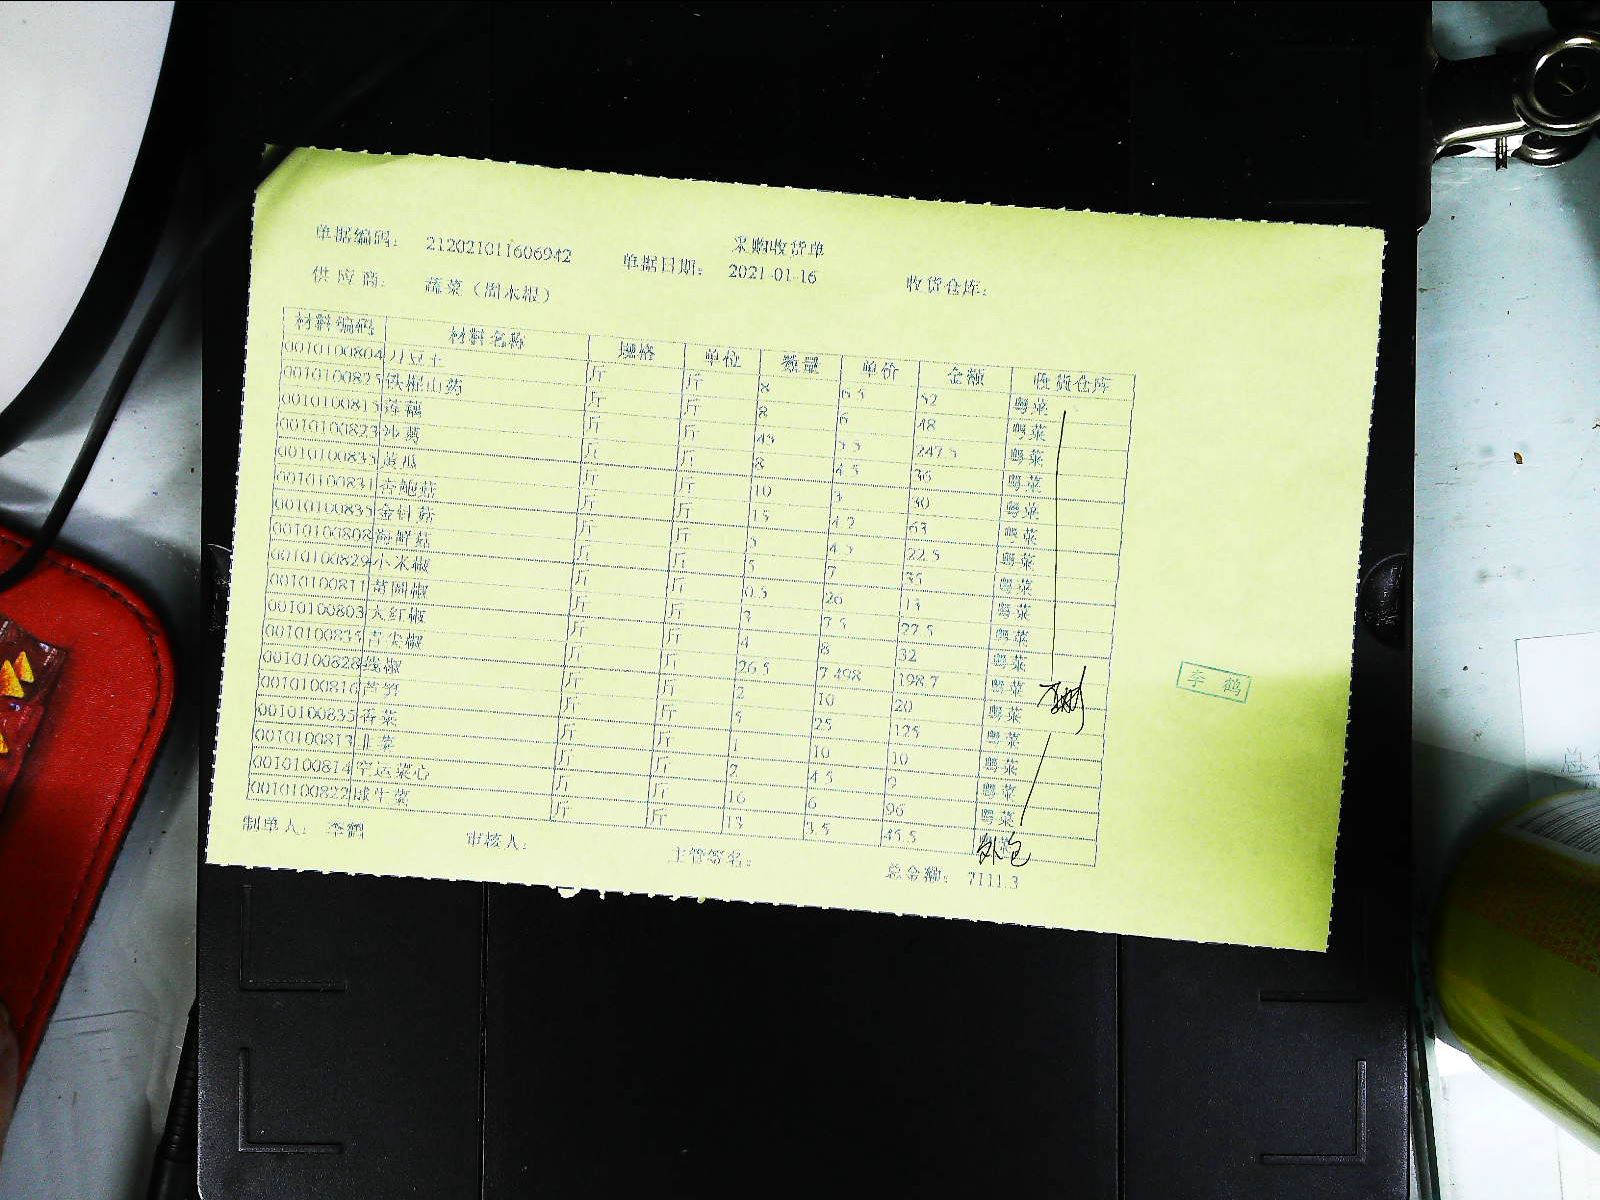 采购收货单
单据编码： 212021011606942 单据日期： 2021-01-16 收货仓库：
供应商： 蔬菜（周木根）
材料编码 材料名称 规格 单位 数量 单价 金额 收货仓库
0010100804 斤 斤 8 6.5 52 粤菜
0010100825 铁棍山药 斤 斤 8 6 48 粤菜
0010100815 莲藕 斤 斤 45 5.5 247.5 粤菜
0010100823 沙葛 斤 斤 8 4.5 36 粤菜
0010100835 黄瓜 斤 斤 10 3 30 粤菜
0010100831 杏鲍菇 斤 斤 15 4.2 63 粤菜
0010100835 金针菇 斤 斤 5 4.5 22.5 粤菜
0010100808 海鲜菇 斤 斤 5 7 35 粤菜
0010100829 小米椒 斤 斤 0.5 26 13 粤菜
0010100811 黄圆椒 斤 斤 3 7.5 22.5 粤菜
0010100803 大红椒 斤 斤 4 8 32 粤菜
0010100835 青尖椒 斤 斤 26.5 7.498 198.7 粤菜
0010100828 线椒 斤 斤 2 10 20 粤菜
0010100816 芦笋 斤 斤 5 25 125 粤菜
0010100835 香菜 斤 斤 1 10 10 粤菜
0010100813 韭菜 斤 斤 2 4.5 9 粤菜
0010100814 空运菜心 斤 斤 16 6 96 粤菜
0010100822 球生菜 斤 斤 13 3.5 45.5
制单人： 李鹤 审核人： 主管签名： 总金额： 7111.3
李鹤